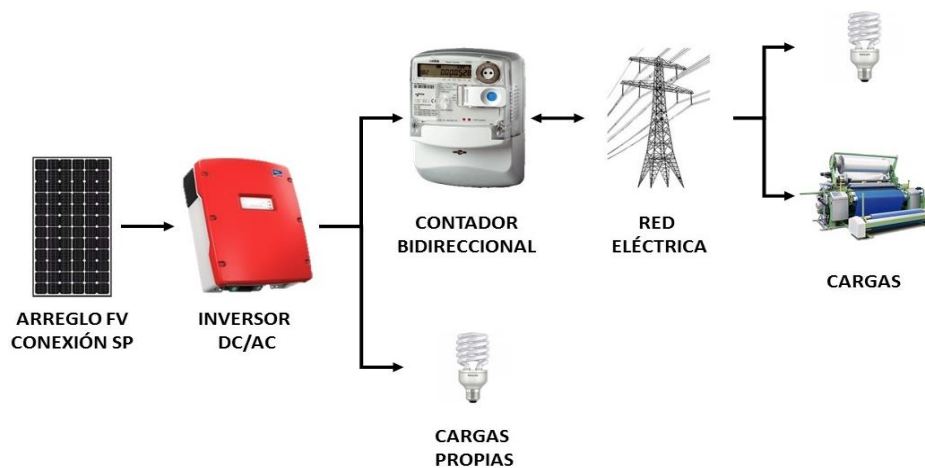 CONTADOR
BIDIRECCIONAL
RED
ELÉCTRICA
CARGAS
ARREGLO FV
CONEXIÓN SP
INVERSOR
DC/AC
CARGAS
PROPIAS